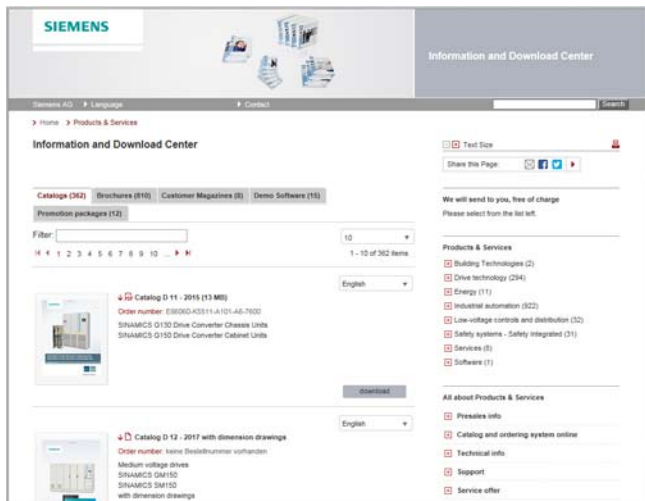 SIEMENS
Information and Download Center
Siemens AG
Language
Contact
Search
Home
Products & Services
Information and Download Center
Text Size
Share this Page:
Catalogs (362)
Brochures (810)
Customer Magazines (8)
Demo Software (15)
Promotion packages (12)
Filter:
10
1 2 3 4 5 6 7 8 9 10 ...
1 - 10 of 362 items
We will send to you, free of charge
Please select from the list left.
English
Catalog D 11 - 2015 (13 MB)
Order number: E86060-K5511-A101-A6-7600
SINAMICS G130 Drive Converter Chassis Units
SINAMICS G150 Drive Converter Cabinet Units
download
English
Catalog D 12 - 2017 with dimension drawings
Order number: keine Bestellnummer vorhanden
Medium voltage drives
SINAMICS GM150
SINAMICS SM150
with dimension drawings
Products & Services
Building Technologies (2)
Drive technology (294)
Energy (11)
Industrial automation (922)
Low-voltage controls and distribution (32)
Safety systems - Safety Integrated (31)
Services (8)
Software (1)
All about Products & Services
Presales info
Catalog and ordering system online
Technical info
Support
Service offer